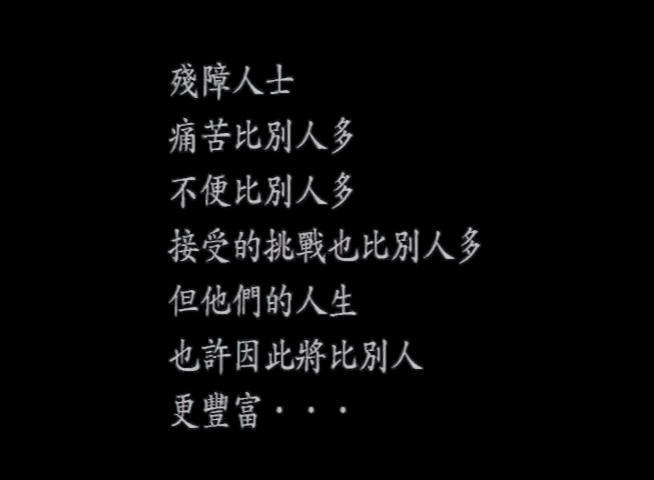 殘障人士
痛苦比別人多
不便比別人多
接受的挑戰也比別人多
但他們的人生
也許因此將比別人
更豐富・・・